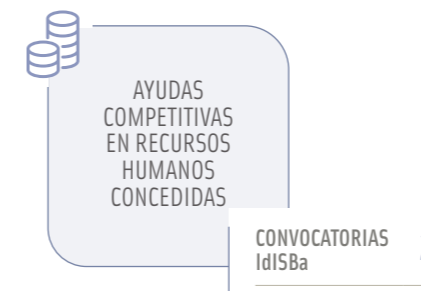 AYUDAS
COMPETITIVAS
EN RECURSOS
HUMANOS
CONCEDIDAS
CONVOCATORIAS
IdISBa